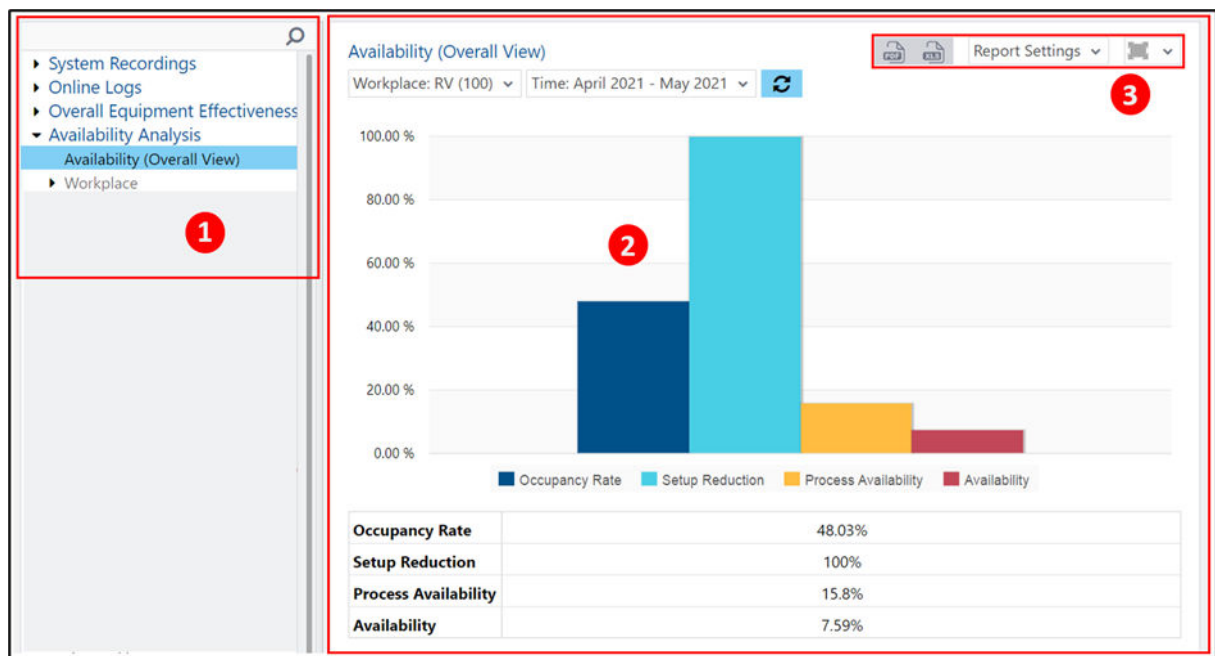 System Recordings
Online Logs
Overall Equipment Effectiveness
Availability Analysis
Availability (Overall View)
Workplace
1
Availability (Overall View)
PDF XLS Report Settings
Workplace: RV (100) Time: April 2021 - May 2021
3
100.00 %
80.00 %
60.00 %
40.00 %
20.00 %
0.00 %
2
Occupancy Rate Setup Reduction Process Availability Availability
Occupancy Rate 48.03%
Setup Reduction 100%
Process Availability 15.8%
Availability 7.59%